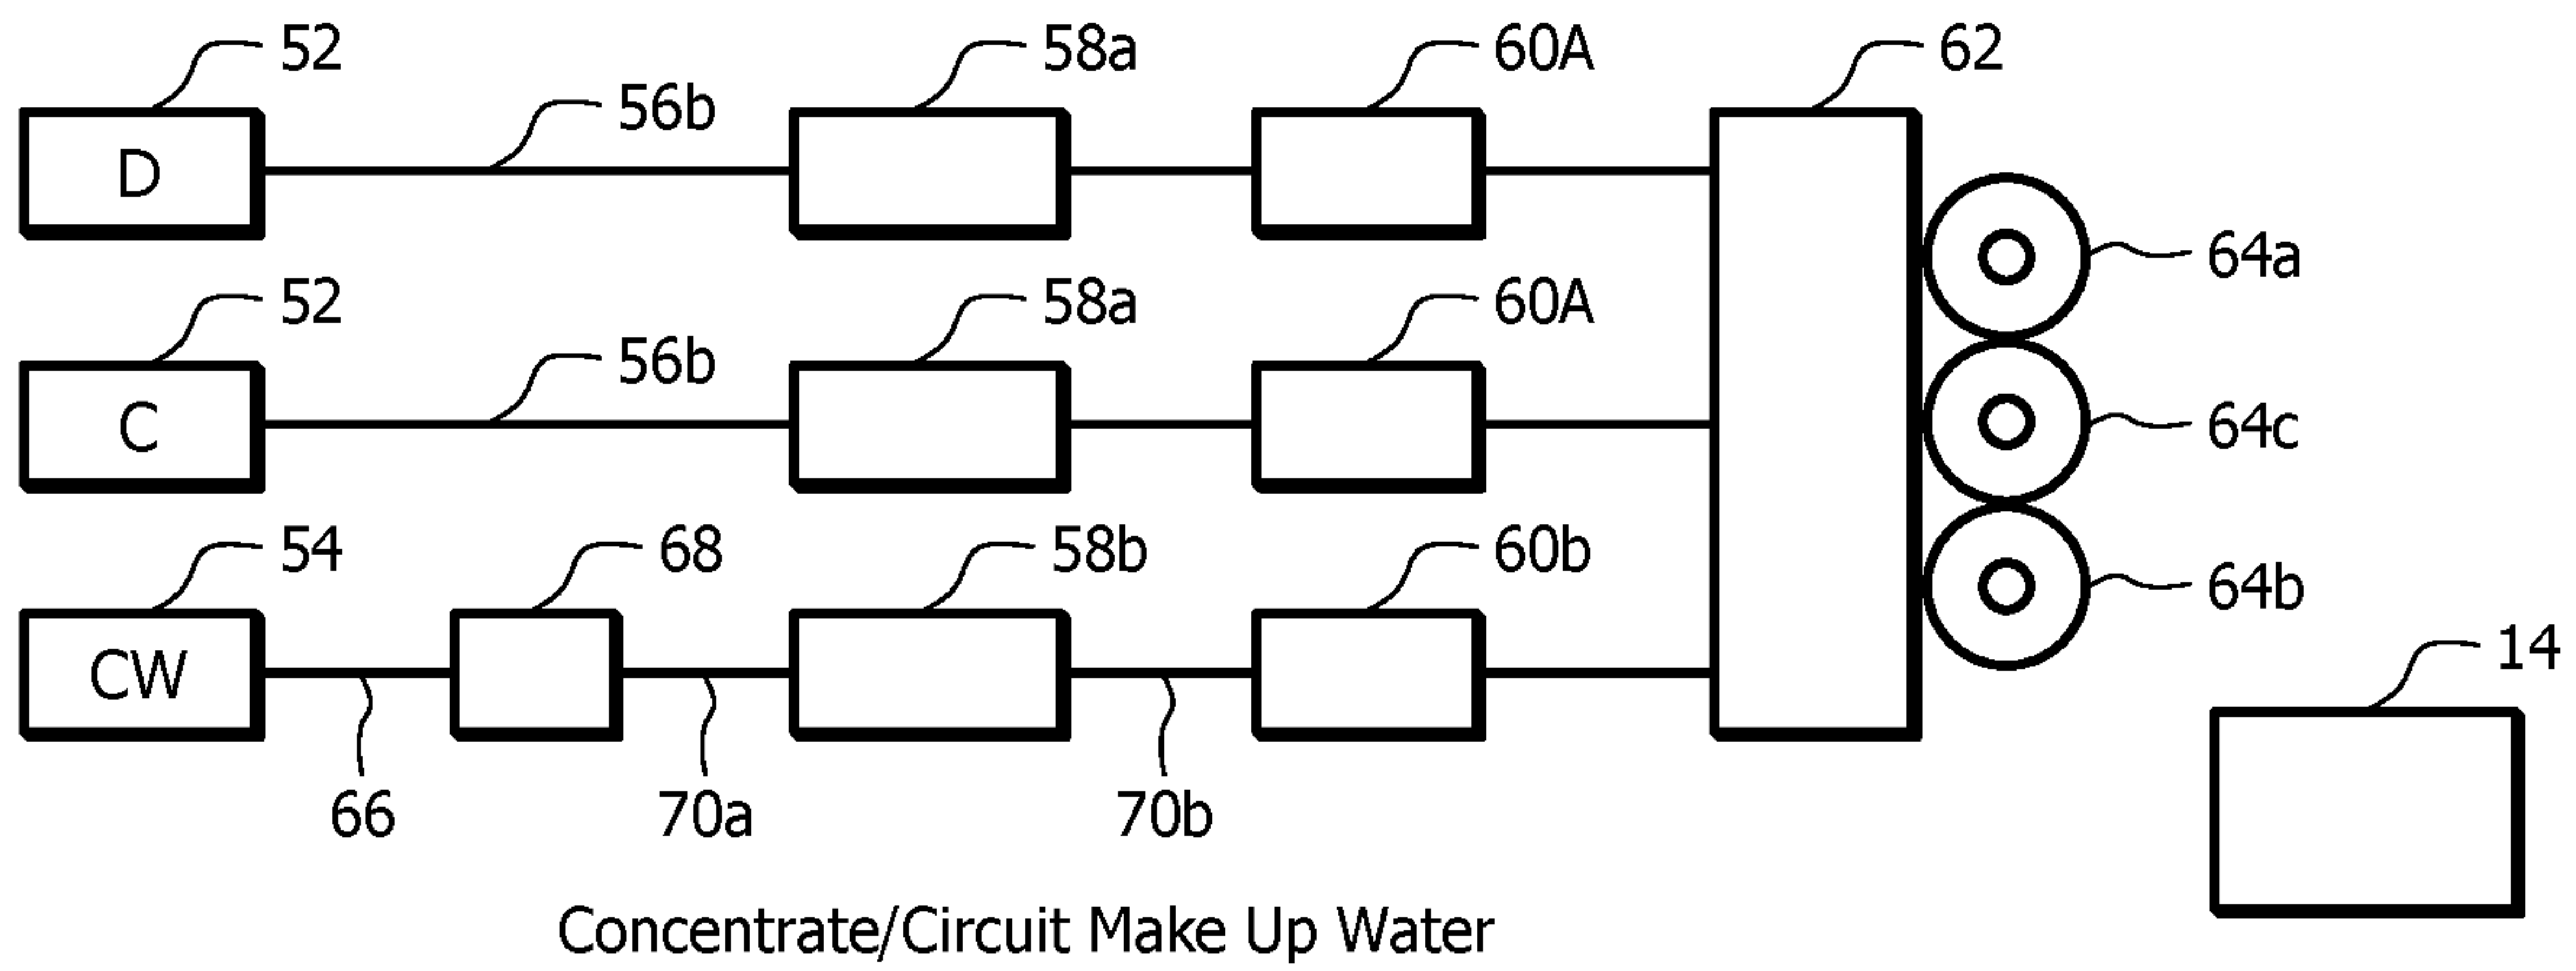 52 58a 60A 62
56b
D
64a
52 58a 60A
56b
C
64c
54 68 58b 60b
64b
14
CW
66 70a 70b
Concentrate/Circuit Make Up Water